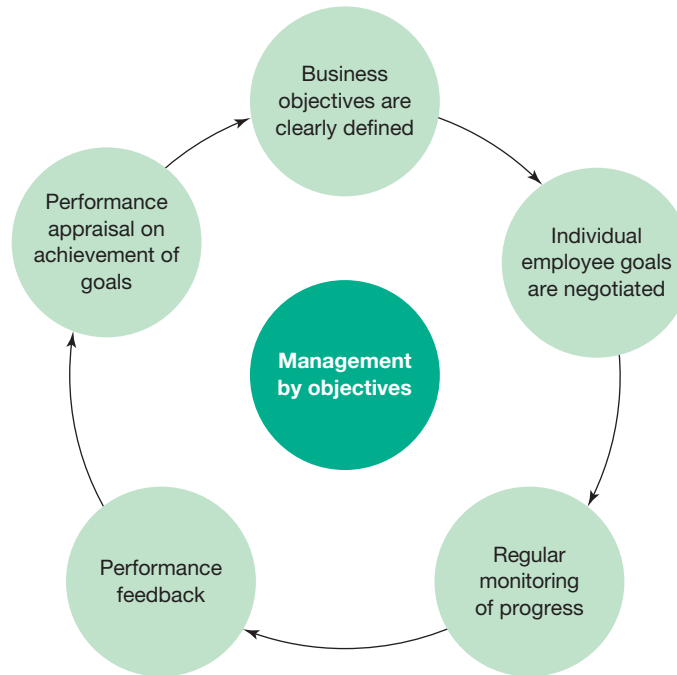 Business
objectives are
clearly defined
Individual
employee goals
are negotiated
Regular
monitoring
of progress
Performance
feedback
Performance
appraisal on
achievement of
goals
Management
by objectives